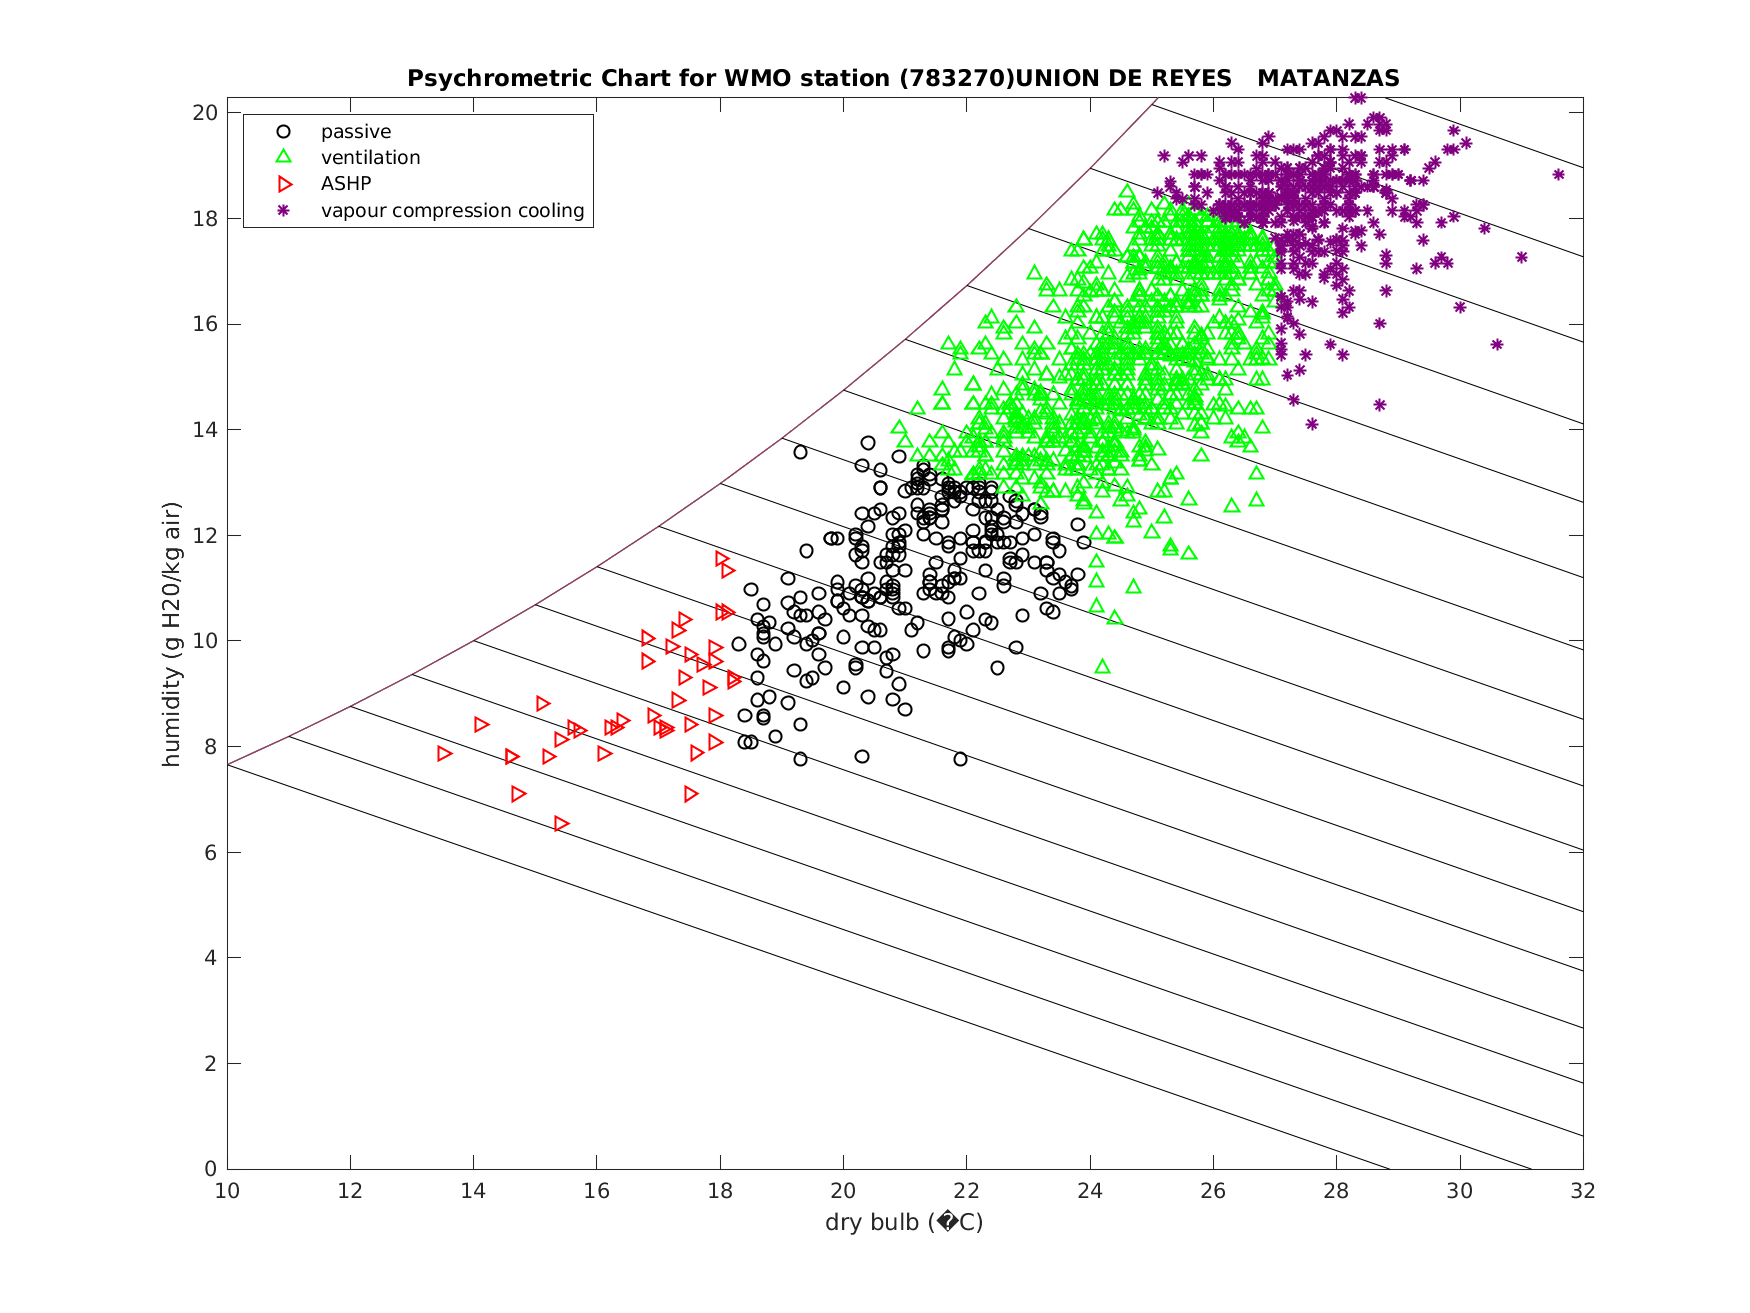 Psychrometric Chart for WMO station (783270)UNION DE REYES   MATANZAS
passive
ventilation
ASHP
vapour compression cooling
humidity (g H20/kg air)
20
18
16
14
12
10
8
6
4
2
0
10 12 14 16 18 20 22 24 26 28 30 32
dry bulb (�C)